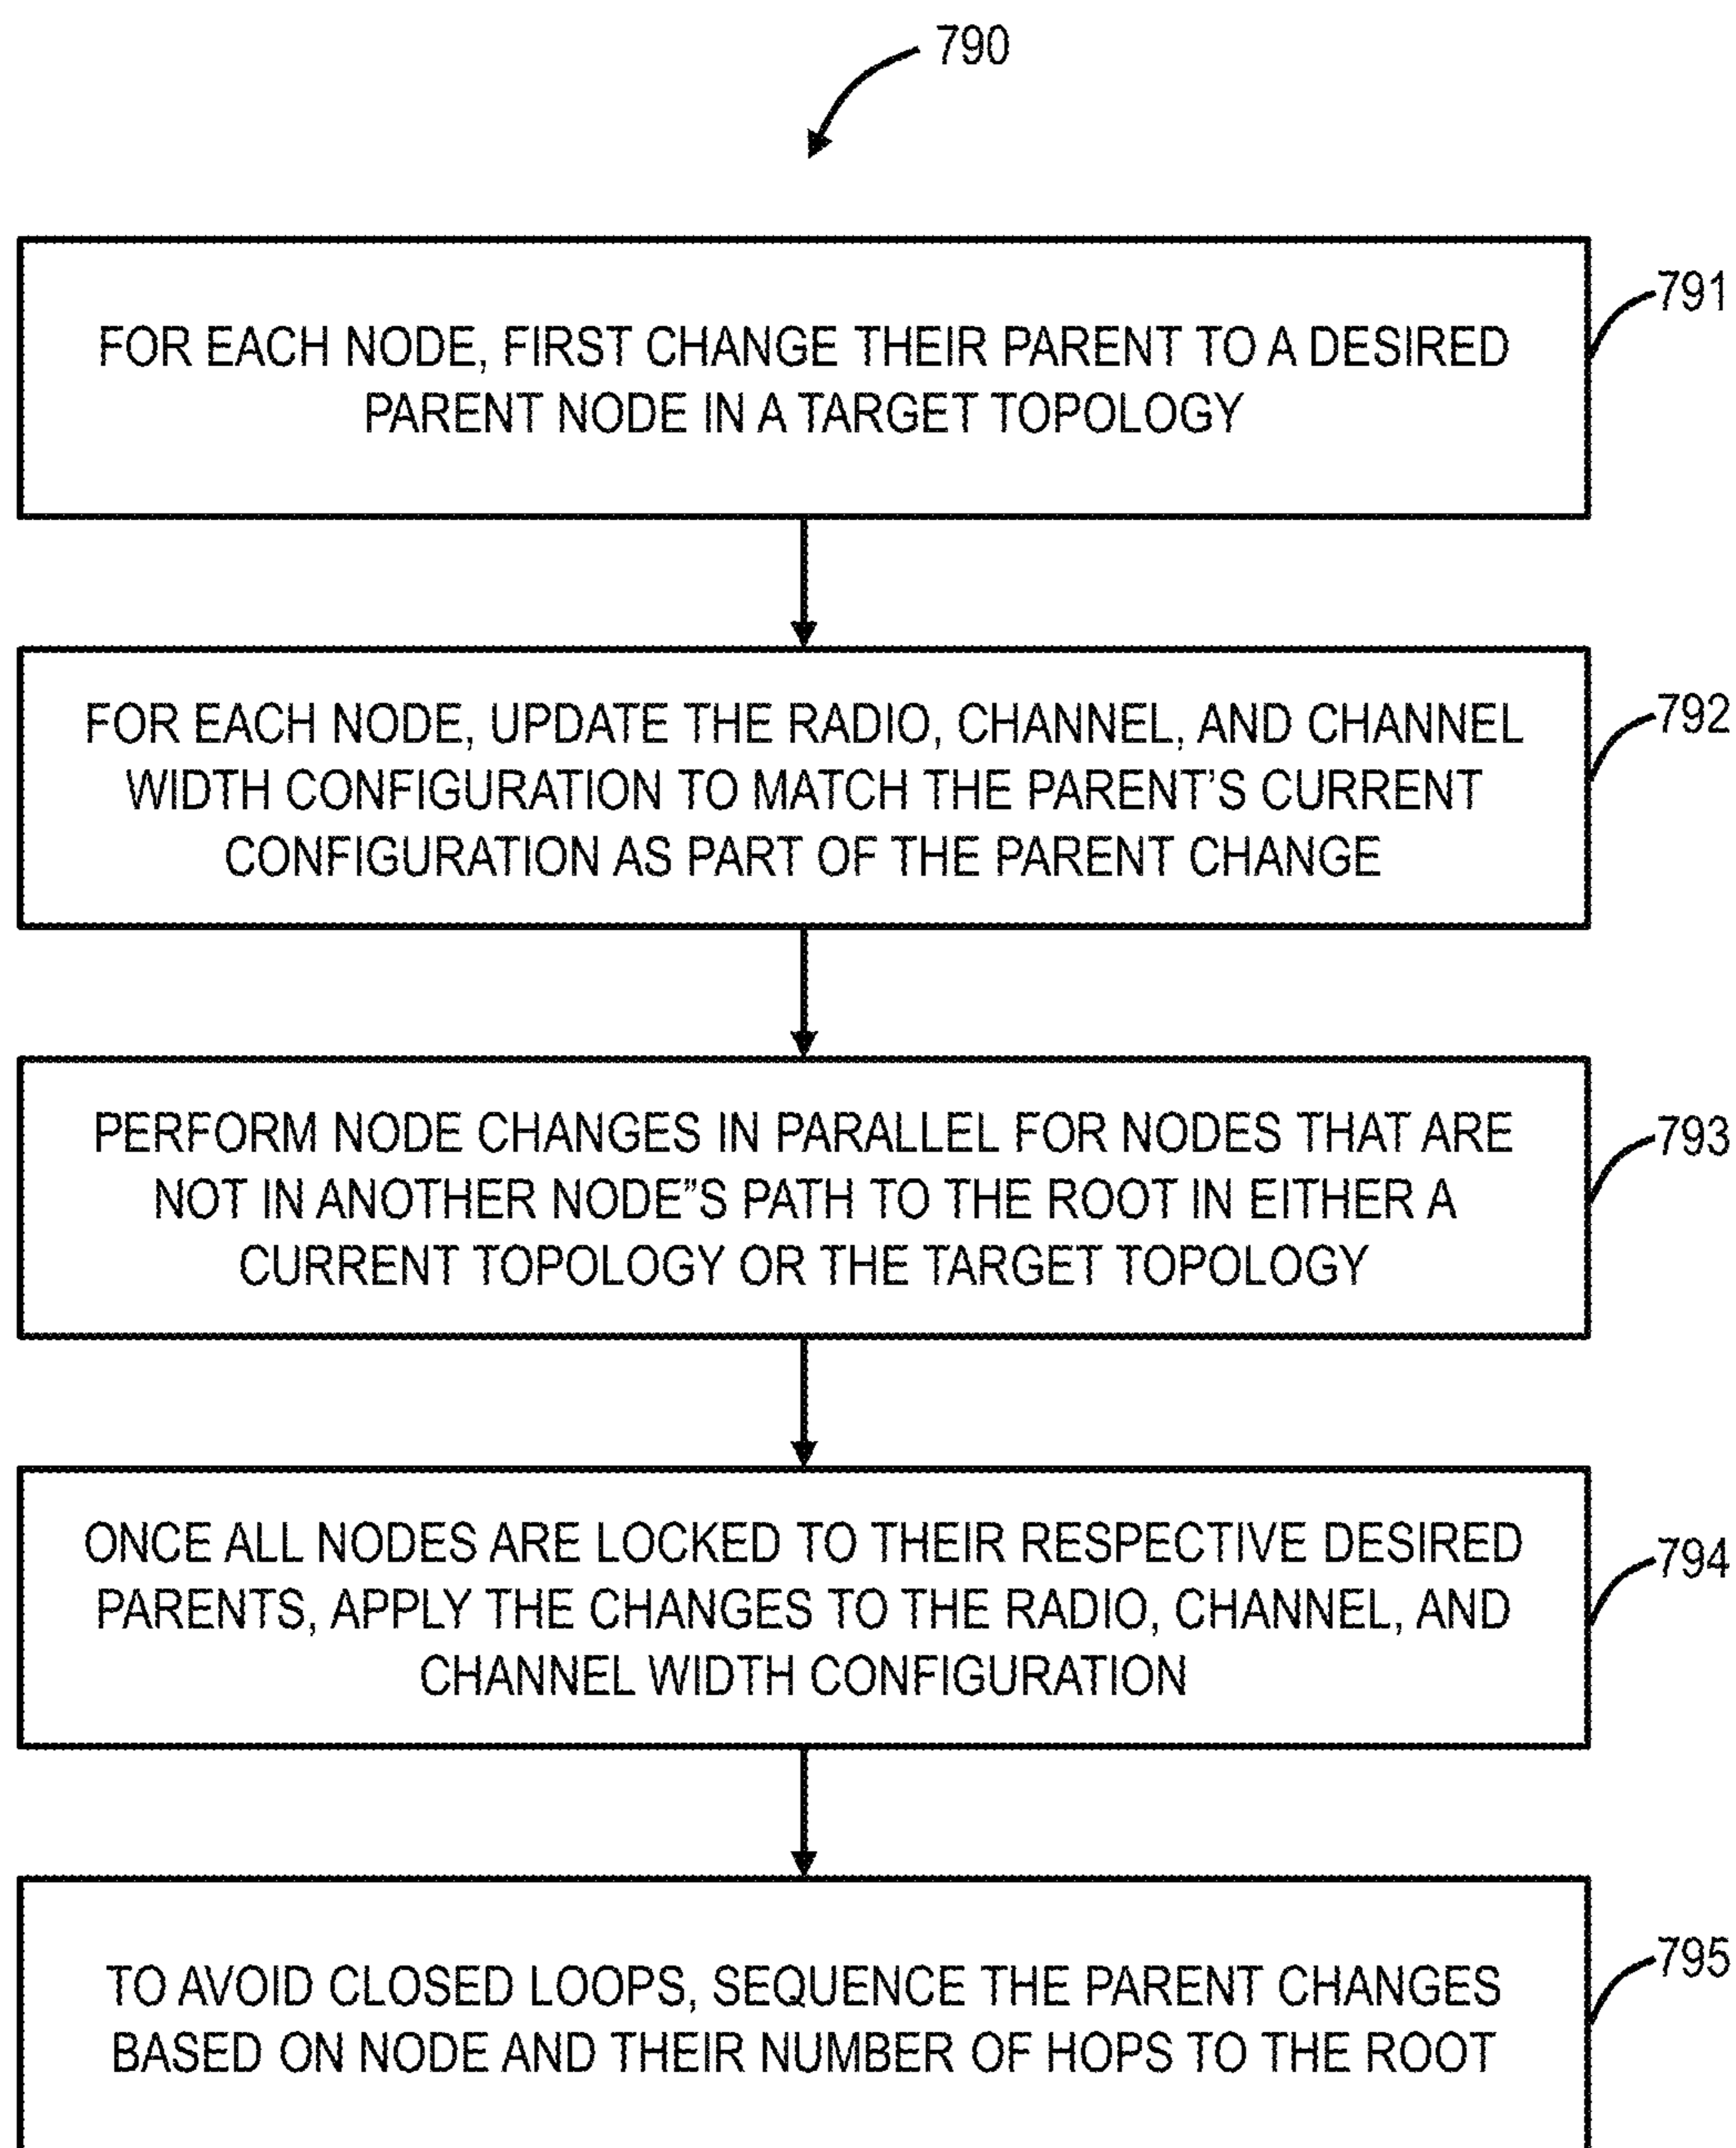 790
FOR EACH NODE, FIRST CHANGE THEIR PARENT TO A DESIRED
PARENT NODE IN A TARGET TOPOLOGY
791
FOR EACH NODE, UPDATE THE RADIO, CHANNEL, AND CHANNEL
WIDTH CONFIGURATION TO MATCH THE PARENT'S CURRENT
CONFIGURATION AS PART OF THE PARENT CHANGE
792
PERFORM NODE CHANGES IN PARALLEL FOR NODES THAT ARE
NOT IN ANOTHER NODE"S PATH TO THE ROOT IN EITHER A
CURRENT TOPOLOGY OR THE TARGET TOPOLOGY
793
ONCE ALL NODES ARE LOCKED TO THEIR RESPECTIVE DESIRED
PARENTS, APPLY THE CHANGES TO THE RADIO, CHANNEL, AND
CHANNEL WIDTH CONFIGURATION
794
TO AVOID CLOSED LOOPS, SEQUENCE THE PARENT CHANGES
BASED ON NODE AND THEIR NUMBER OF HOPS TO THE ROOT
795